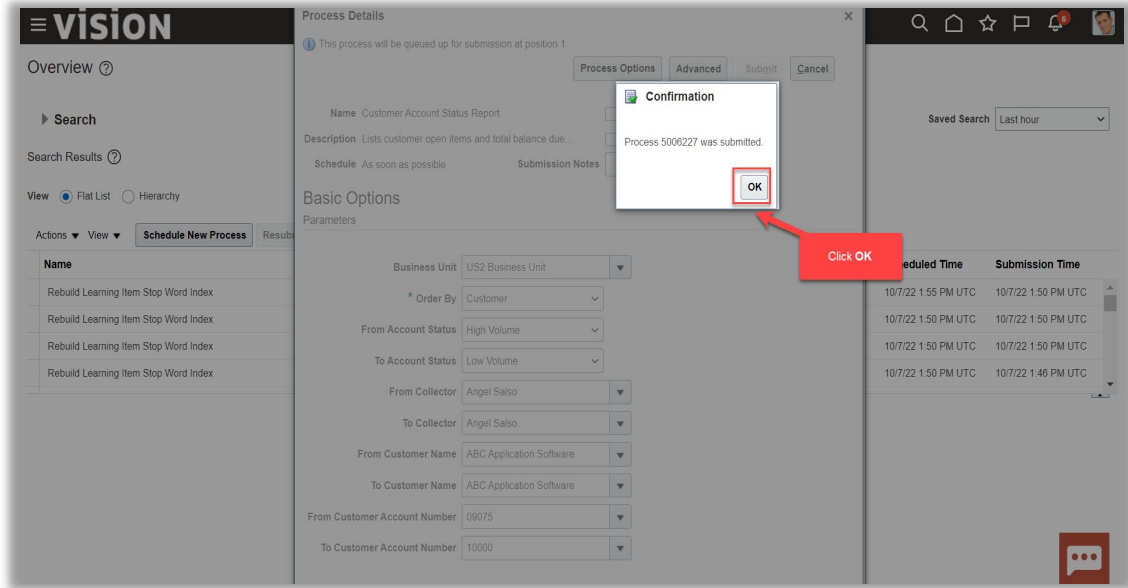 VISION
6
Overview
Search
Saved Search Last hour
Search Results
View Flat List Hierarchy
Actions View Schedule New Process Resub
Name
Scheduled Time Submission Time
Rebuild Learning Item Stop Word Index
10/7/22 1:55 PM UTC 10/7/22 1:50 PM UTC
Rebuild Learning Item Stop Word Index
10/7/22 1:50 PM UTC 10/7/22 1:50 PM UTC
Rebuild Learning Item Stop Word Index
10/7/22 1:50 PM UTC 10/7/22 1:50 PM UTC
Rebuild Learning Item Stop Word Index
10/7/22 1:50 PM UTC 10/7/22 1:46 PM UTC
Process Details
This process will be queued up for submission at position 1
Process Options Advanced Submit Cancel
Name Customer Account Status Report
Description Lists customer open items and total balance due...
Schedule As soon as possible Submission Notes
Basic Options
Parameters
Business Unit US2 Business Unit
* Order By Customer
From Account Status High Volume
To Account Status Low Volume
From Collector Angel Salso
To Collector Angel Salso
From Customer Name ABC Application Software
To Customer Name ABC Application Software
From Customer Account Number 09075
To Customer Account Number 10000
Confirmation
Process 5006227 was submitted.
OK
Click OK